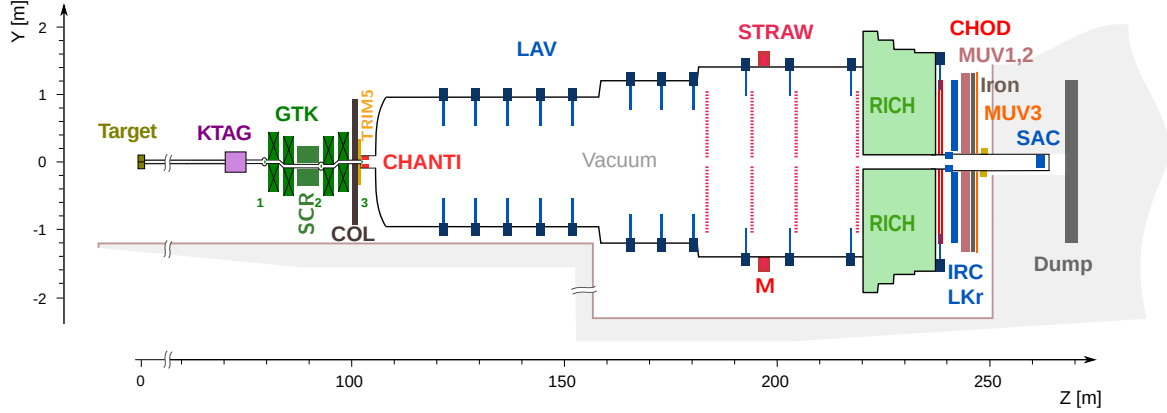 Y [m]
2
1
0
-1
-2
Target
KTAG
GTK
1
SCR
2
3
COL
TRIM5
CHANTI
LAV
Vacuum
STRAW
M
RICH
RICH
CHOD
MUV1,2
Iron
MUV3
SAC
IRC
LKr
Dump
0
100
150
200
250
Z [m]